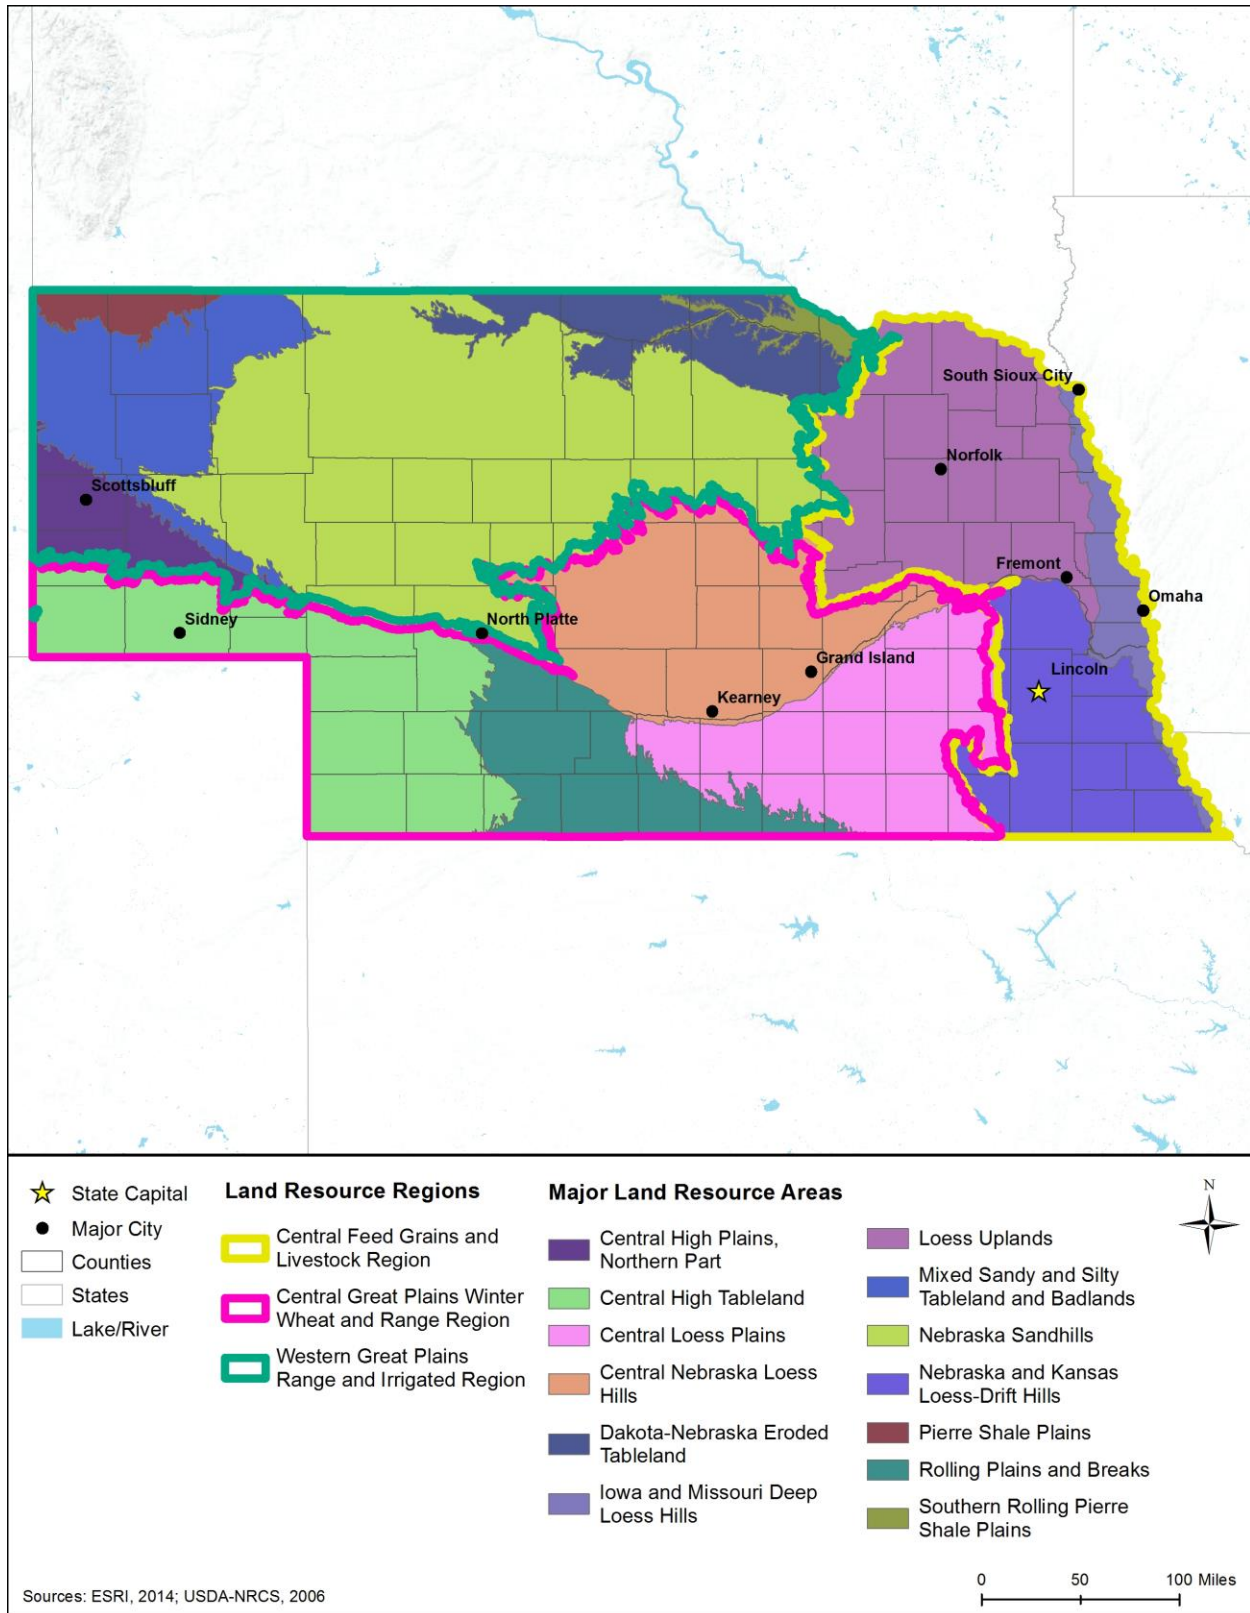 South Sioux City
Norfolk
Scottsbluff
Fremont
Omaha
Sidney
North Platte
Grand Island
Lincoln
Kearney
State Capital
Major City
Counties
States
Lake/River
Land Resource Regions
Central Feed Grains and
Livestock Region
Central Great Plains Winter
Wheat and Range Region
Western Great Plains
Range and Irrigated Region
Major Land Resource Areas
Central High Plains,
Northern Part
Central High Tableland
Central Loess Plains
Central Nebraska Loess
Hills
Dakota-Nebraska Eroded
Tableland
Iowa and Missouri Deep
Loess Hills
Loess Uplands
Mixed Sandy and Silty
Tableland and Badlands
Nebraska Sandhills
Nebraska and Kansas
Loess-Drift Hills
Pierre Shale Plains
Rolling Plains and Breaks
Southern Rolling Pierre
Shale Plains
N
0 50 100 Miles
Sources: ESRI, 2014; USDA-NRCS, 2006